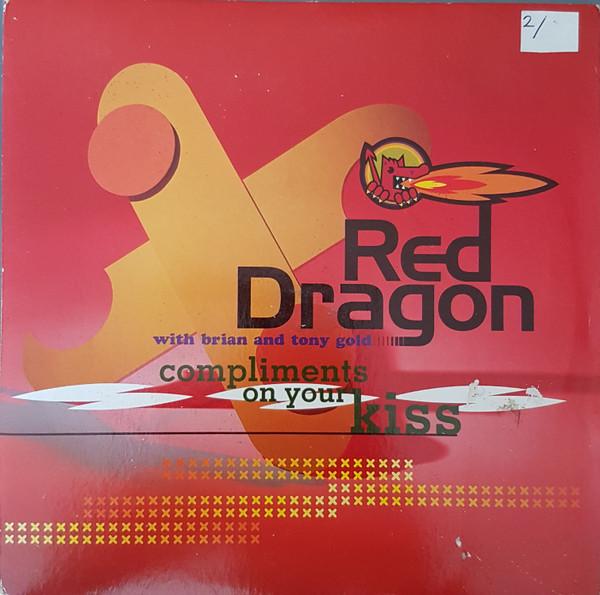 2/
Red
Dragon
with brian and tony gold
compliments
on your
kiss